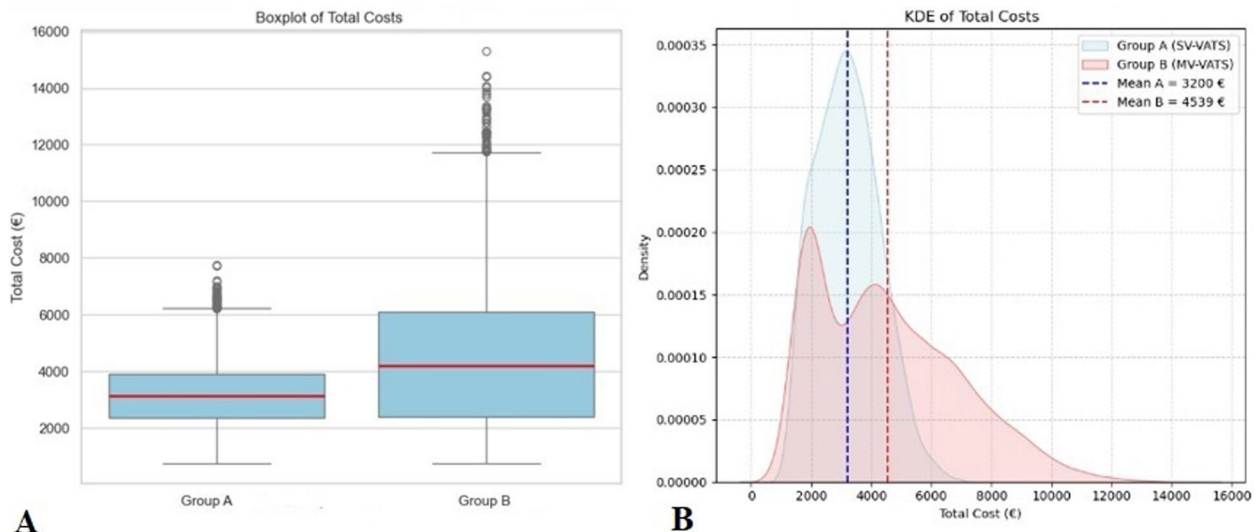 Boxplot of Total Costs
Total Cost (€)
16000
14000
12000
10000
8000
6000
4000
2000
Group A
Group B
A
KDE of Total Costs
Group A (SV-VATS)
Group B (MV-VATS)
Mean A = 3200 €
Mean B = 4539 €
Density
0.00035
0.00030
0.00025
0.00020
0.00015
0.00010
0.00005
0.00000
0 2000 4000 6000 8000 10000 12000 14000 16000
Total Cost (€)
B